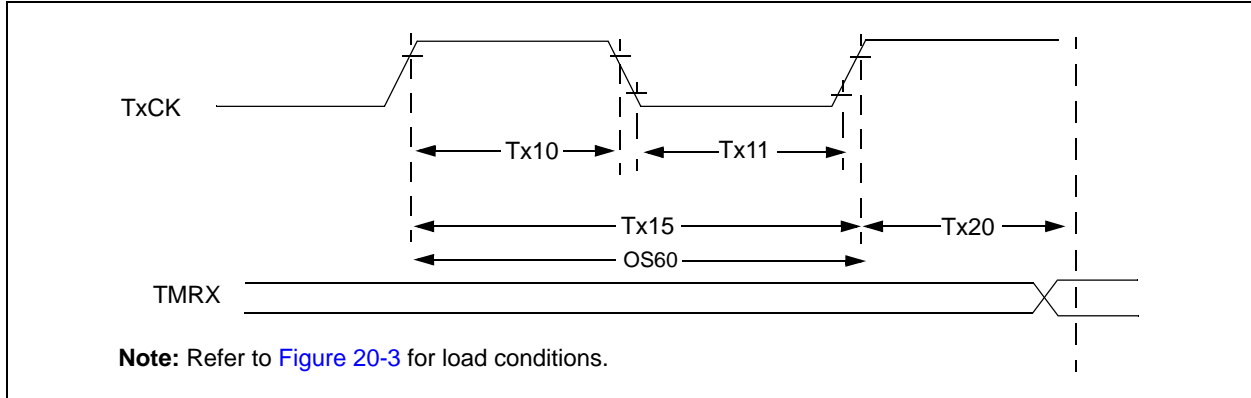 TxCK
Tx10
Tx11
Tx15
Tx20
OS60
TMRX
Note: Refer to Figure 20-3 for load conditions.